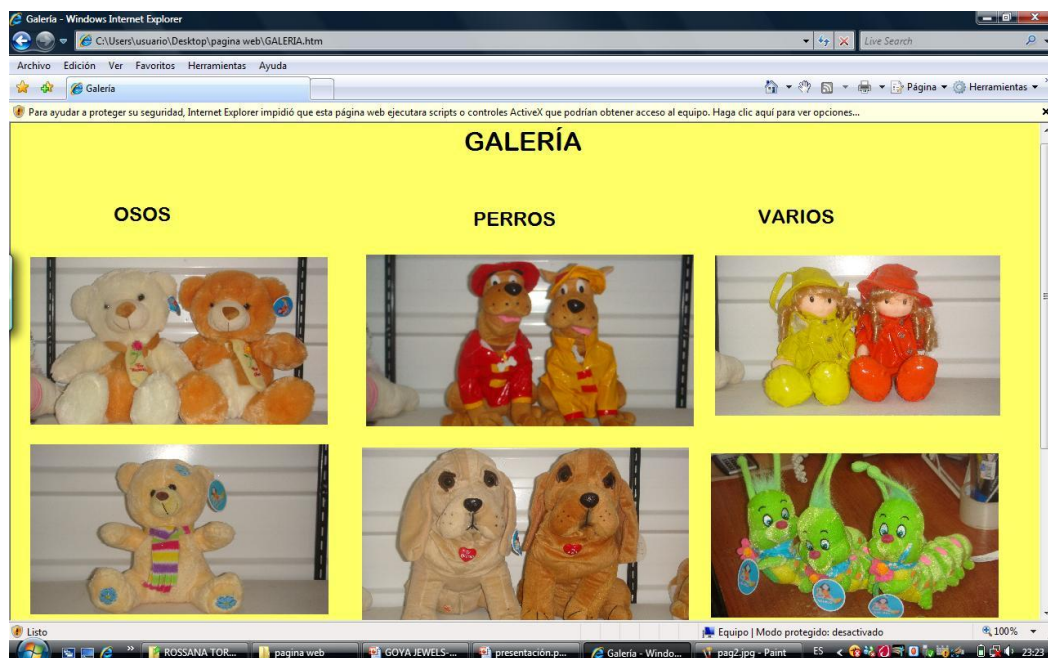 Galería - Windows Internet Explorer
C:\Users\usuario\Desktop\pagina web\GALERIA.htm
Live Search
Archivo Edición Ver Favoritos Herramientas Ayuda
Galería
Página Herramientas
Para ayudar a proteger su seguridad, Internet Explorer impidió que esta página web ejecutara scripts o controles ActiveX que podrían obtener acceso al equipo. Haga clic aquí para ver opciones...
GALERÍA
OSOS
PERROS
VARIOS
Listo
Equipo | Modo protegido: desactivado
100%
ROSSANA TOR...
pagina web
GOYA JEWELS-...
presentación.p...
Galería - Windo...
pag2.jpg - Paint
ES
23:23